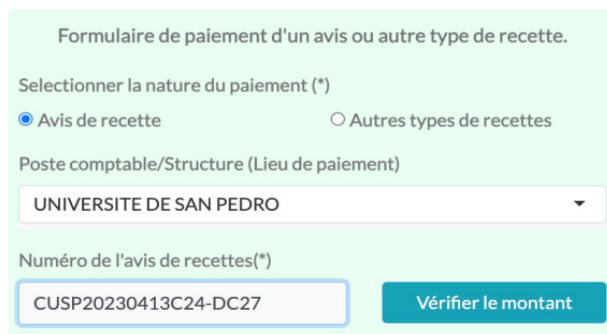 Formulaire de paiement d'un avis ou autre type de recette.
Selectionner la nature du paiement (*)
Avis de recette
Autres types de recettes
Poste comptable/Structure (Lieu de paiement)
UNIVERSITE DE SAN PEDRO
Numéro de l'avis de recettes(*)
CUSP20230413C24-DC27
Vérifier le montant